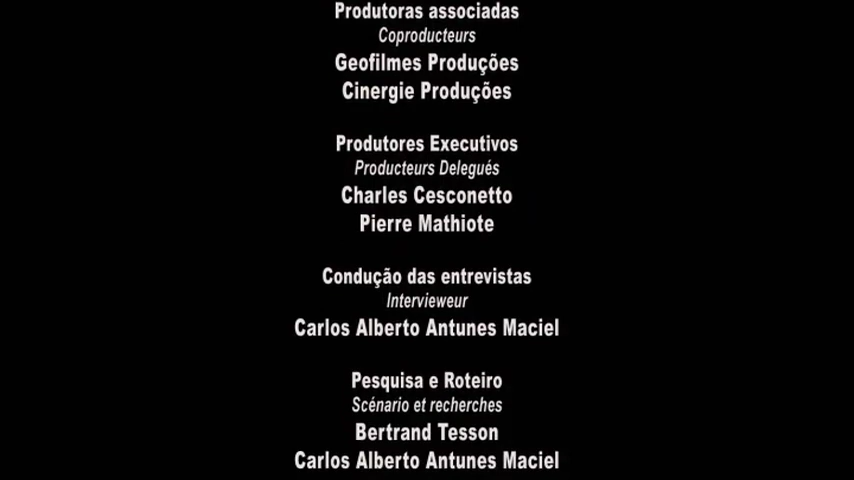 Produtoras associadas
Coproducteurs
Geofilmes Produções
Cinergie Produções
Produtores Executivos
Producteurs Delegués
Charles Cesconetto
Pierre Mathiote
Condução das entrevistas
Intervieweur
Carlos Alberto Antunes Maciel
Pesquisa e Roteiro
Scénario et recherches
Bertrand Tesson
Carlos Alberto Antunes Maciel